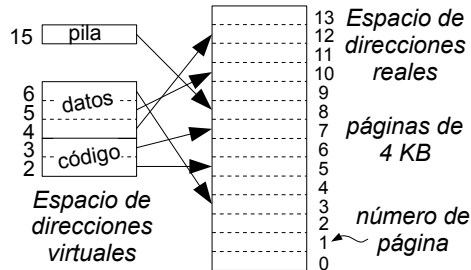 15 pila
6
5 datos
4
3 código
2
Espacio de
direcciones
virtuales
13
12
11
10
9
8
7
6
5
4
3
2
1
0
Espacio de
direcciones
reales
páginas de
4 KB
número de
página